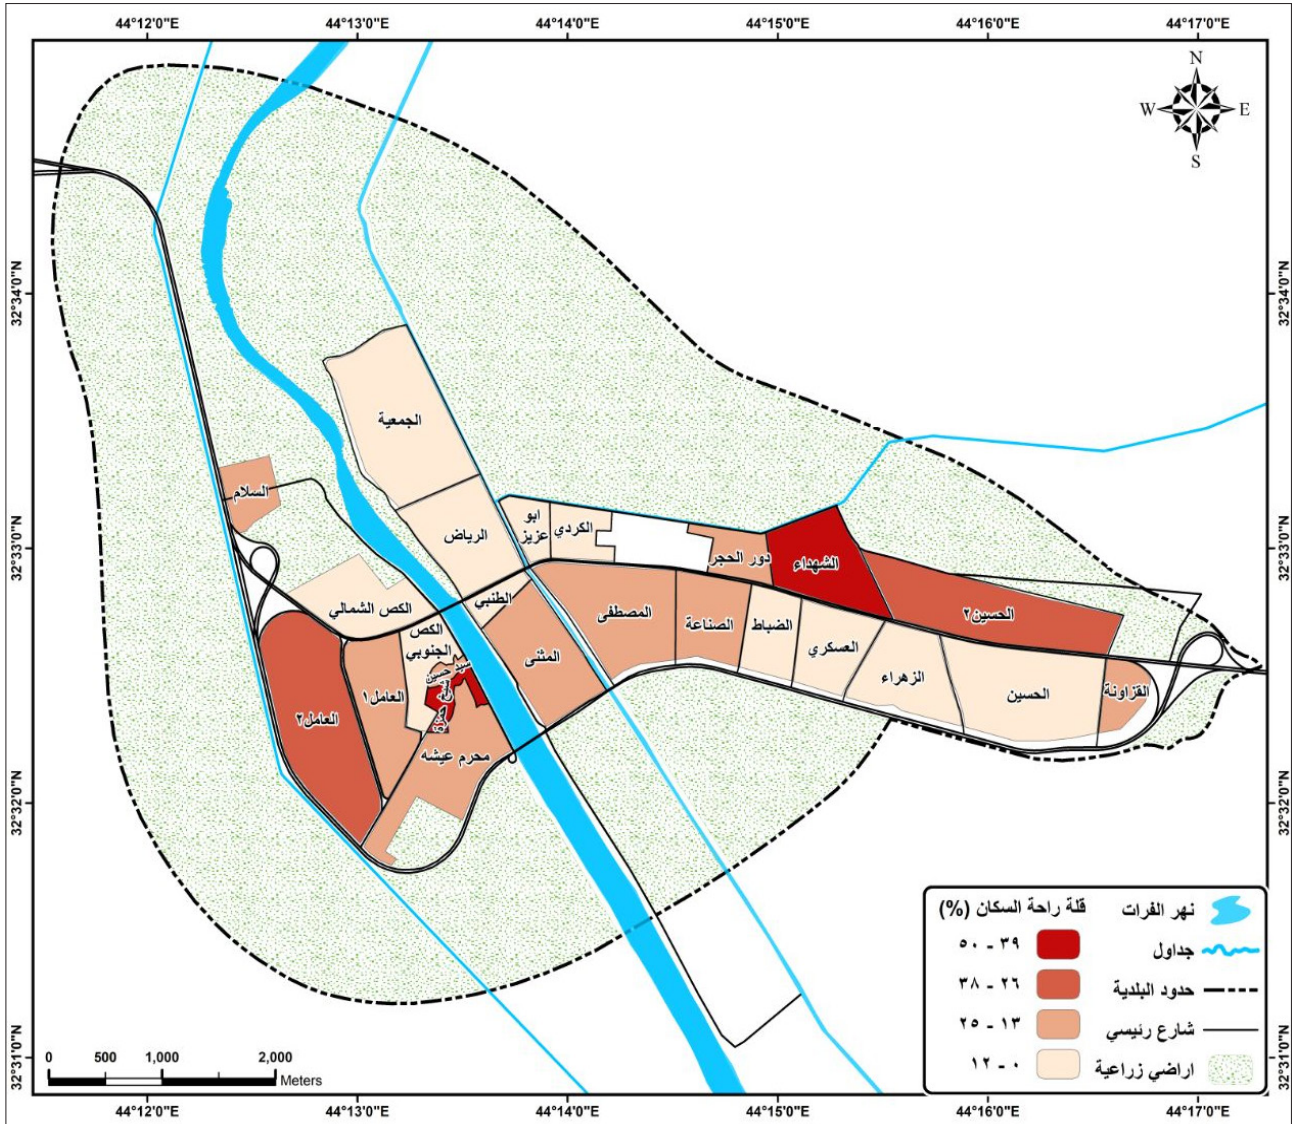 44°12'0"E
44°13'0"E
44°14'0"E
44°15'0"E
44°16'0"E
44°17'0"E
N
W
E
S
32°34'0"N
32°34'0"N
الجمعية
السلام
الرياض
ابو
عزيز
الكردي
دور الحجر
الشهداء
32°33'0"N
32°33'0"N
الكص الشمالي
الطنبي
المصطفى
الصناعة
الضباط
العسكري
الحسين٢
الكص
الجنوبي
المثنى
سيد حسين
العامل١
العامل٢
محرم عيشه
الزهراء
الحسين
القزاونة
32°32'0"N
32°32'0"N
نهر الفرات
جداول
حدود البلدية
شارع رئيسي
اراضي زراعية
قلة راحة السكان (%)
٣٩ - ٥٠
٢٦ - ٣٨
١٣ - ٢٥
٠ - ١٢
32°31'0"N
32°31'0"N
0 500 1,000 2,000
Meters
44°12'0"E
44°13'0"E
44°14'0"E
44°15'0"E
44°16'0"E
44°17'0"E